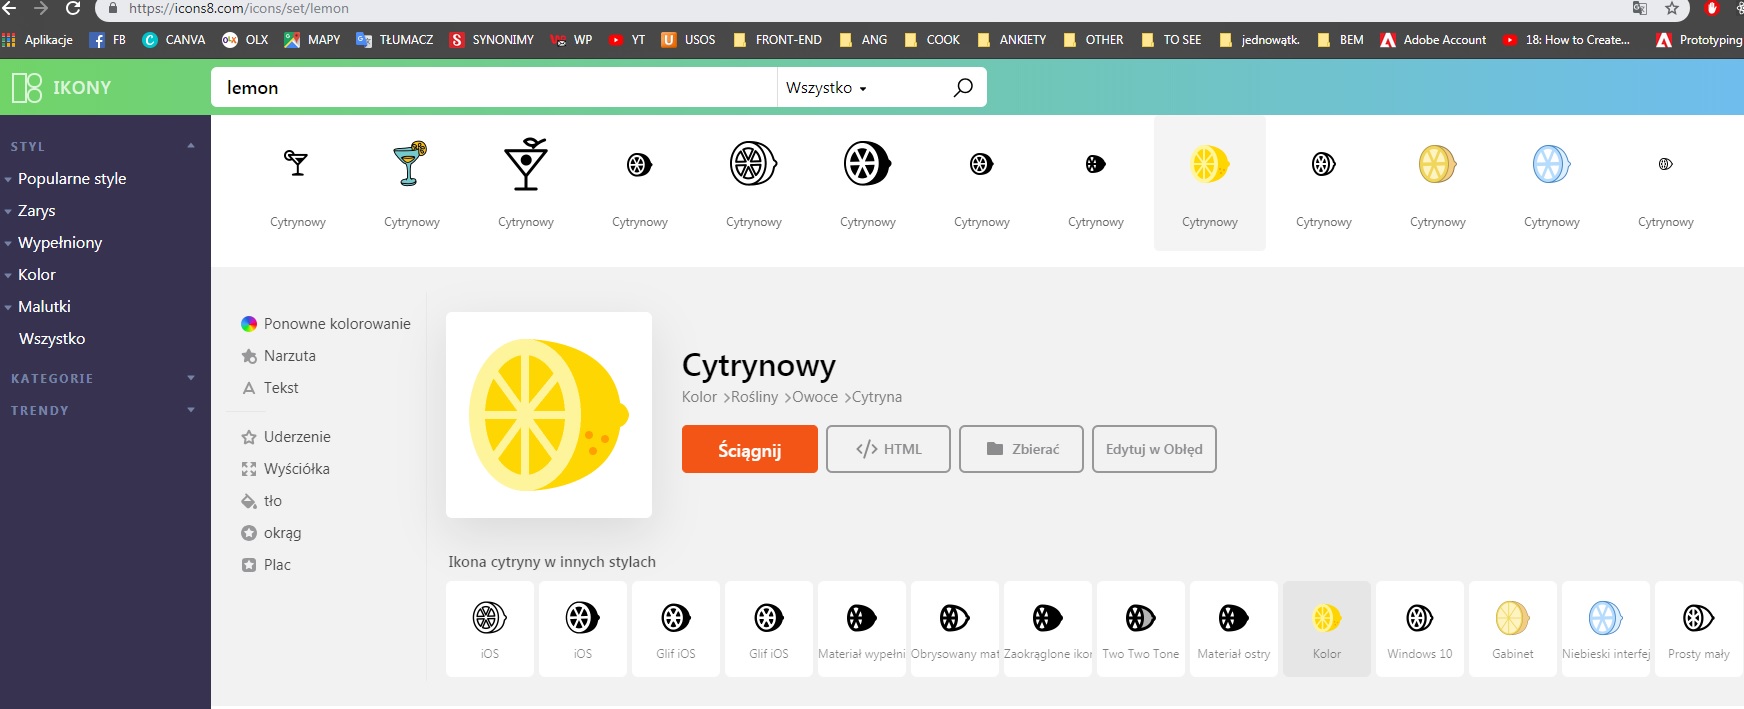 https://icons8.com/icons/set/lemon
Aplikacje FB CANVA OLX MAPY TŁUMACZ SYNONIMY WP YT USOS FRONT-END ANG COOK ANKIETY OTHER TO SEE jednowątk. BEM Adobe Account 18: How to Create... Prototyping
IKONY lemon Wszystko
STYL
Popularne style
Zarys
Wypełniony
Kolor
Malutki
Wszystko
KATEGORIE
TRENDY
Cytrynowy Cytrynowy Cytrynowy Cytrynowy Cytrynowy Cytrynowy Cytrynowy Cytrynowy Cytrynowy Cytrynowy Cytrynowy Cytrynowy Cytrynowy
Ponowne kolorowanie
Narzuta
Tekst
Uderzenie
Wyściółka
tło
okrąg
Plac
Cytrynowy
Kolor >Rośliny >Owoce >Cytryna
Ściągnij </> HTML Zbierać Edytuj w Obłęd
Ikona cytryny w innych stylach
iOS iOS Glif iOS Glif iOS Materiał wypełni Obrysowany mat Zaokrąglone ikor Two Two Tone Materiał ostry Kolor Windows 10 Gabinet Niebieski interfej Prosty mały